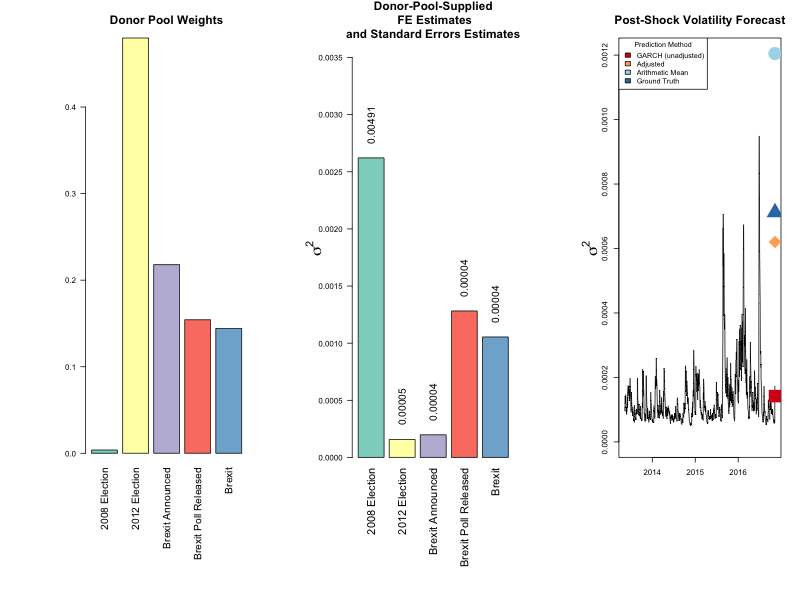 Donor Pool Weights
0.4
0.3
0.2
0.1
0.0
2008 Election
2012 Election
Brexit Announced
Brexit Poll Released
Brexit
Donor-Pool-Supplied
FE Estimates
and Standard Errors Estimates
σ²
0.0035
0.0030
0.0025
0.0020
0.0015
0.0010
0.0005
0.0000
0.00491
0.00005
0.00004
0.00004
0.00004
2008 Election
2012 Election
Brexit Announced
Brexit Poll Released
Brexit
Post-Shock Volatility Forecast
Prediction Method
GARCH (unadjusted)
Adjusted
Arithmetic Mean
Ground Truth
σ²
0.0012
0.0010
0.0008
0.0006
0.0004
0.0002
0.0000
2014
2015
2016